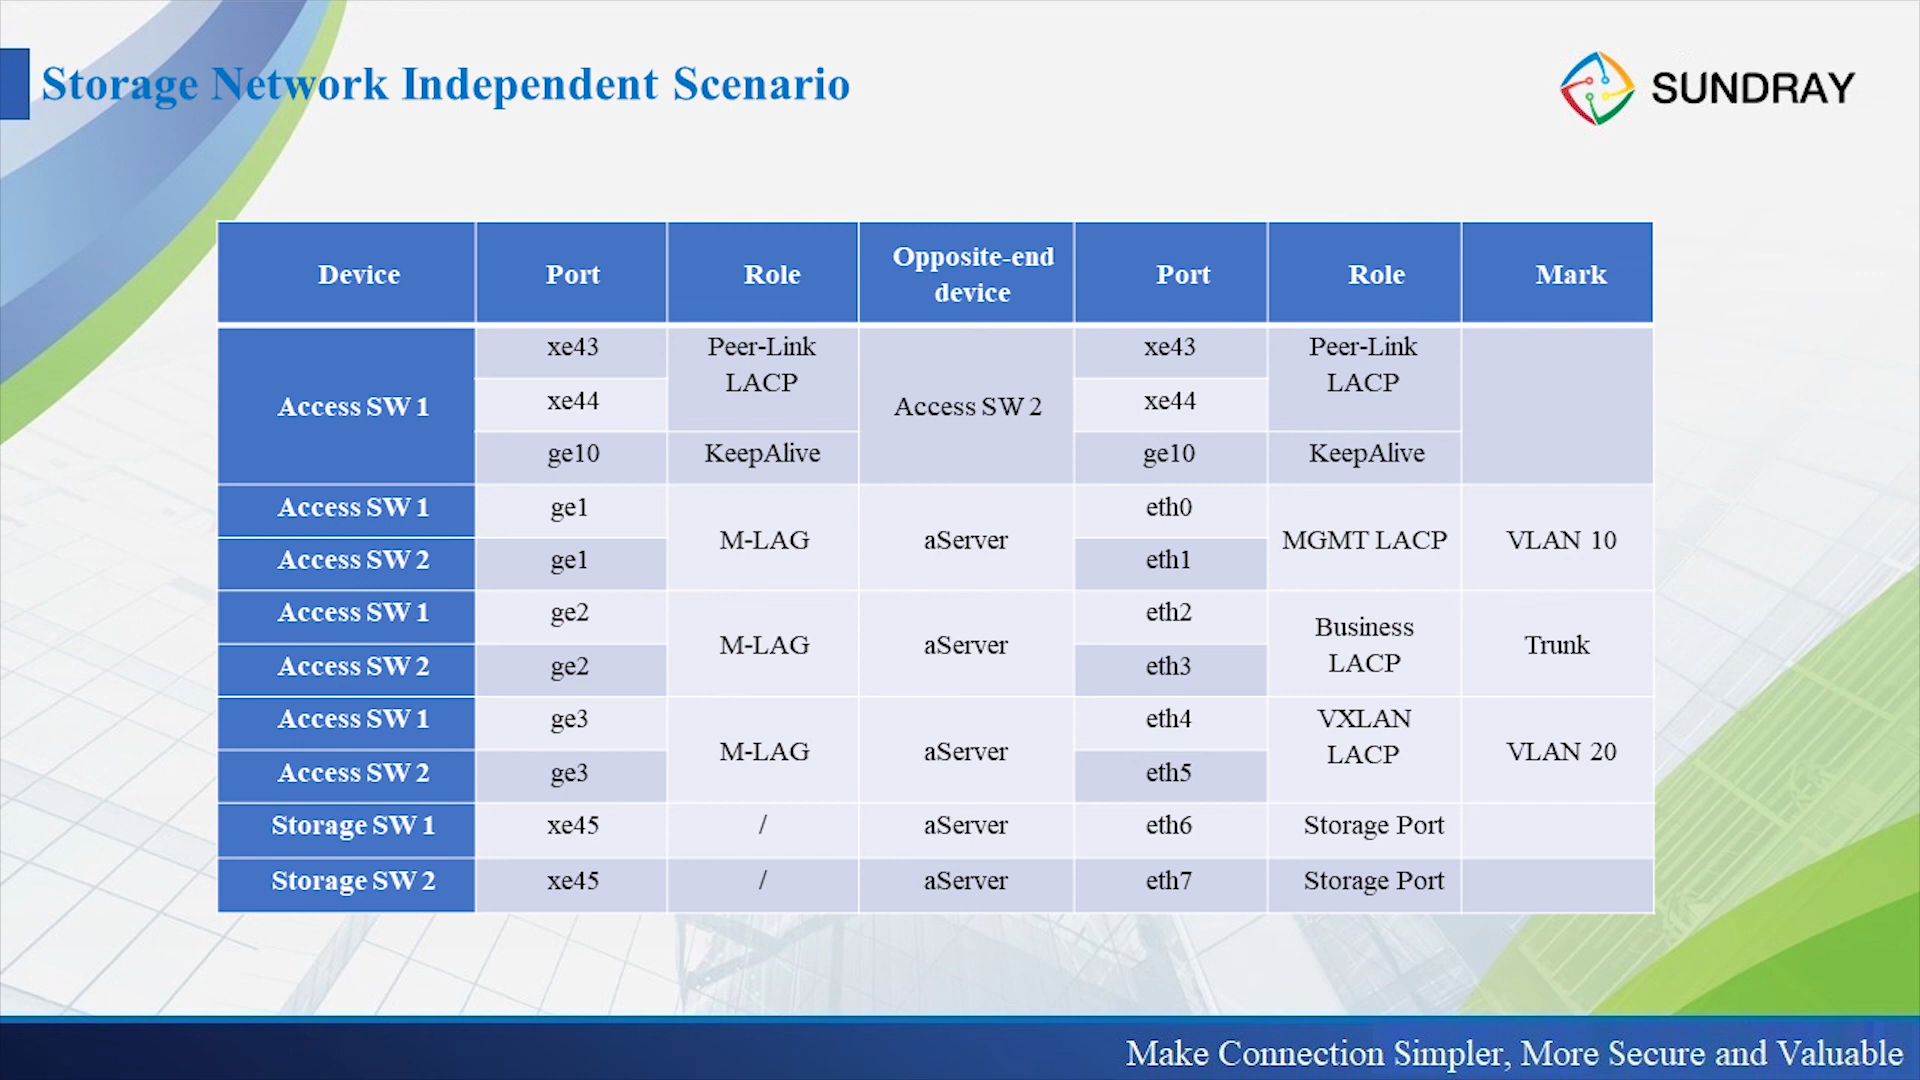 Storage Network Independent Scenario
SUNDRAY
Device Port Role Opposite-end device Port Role Mark
Access SW 1 xe43 Peer-Link LACP Access SW 2 xe43 Peer-Link LACP
xe44 xe44
ge10 KeepAlive ge10 KeepAlive
Access SW 1 ge1 M-LAG aServer eth0 MGMT LACP VLAN 10
Access SW 2 ge1 eth1
Access SW 1 ge2 M-LAG aServer eth2 Business LACP Trunk
Access SW 2 ge2 eth3
Access SW 1 ge3 M-LAG aServer eth4 VXLAN LACP VLAN 20
Access SW 2 ge3 eth5
Storage SW 1 xe45 / aServer eth6 Storage Port
Storage SW 2 xe45 / aServer eth7 Storage Port
Make Connection Simpler, More Secure and Valuable